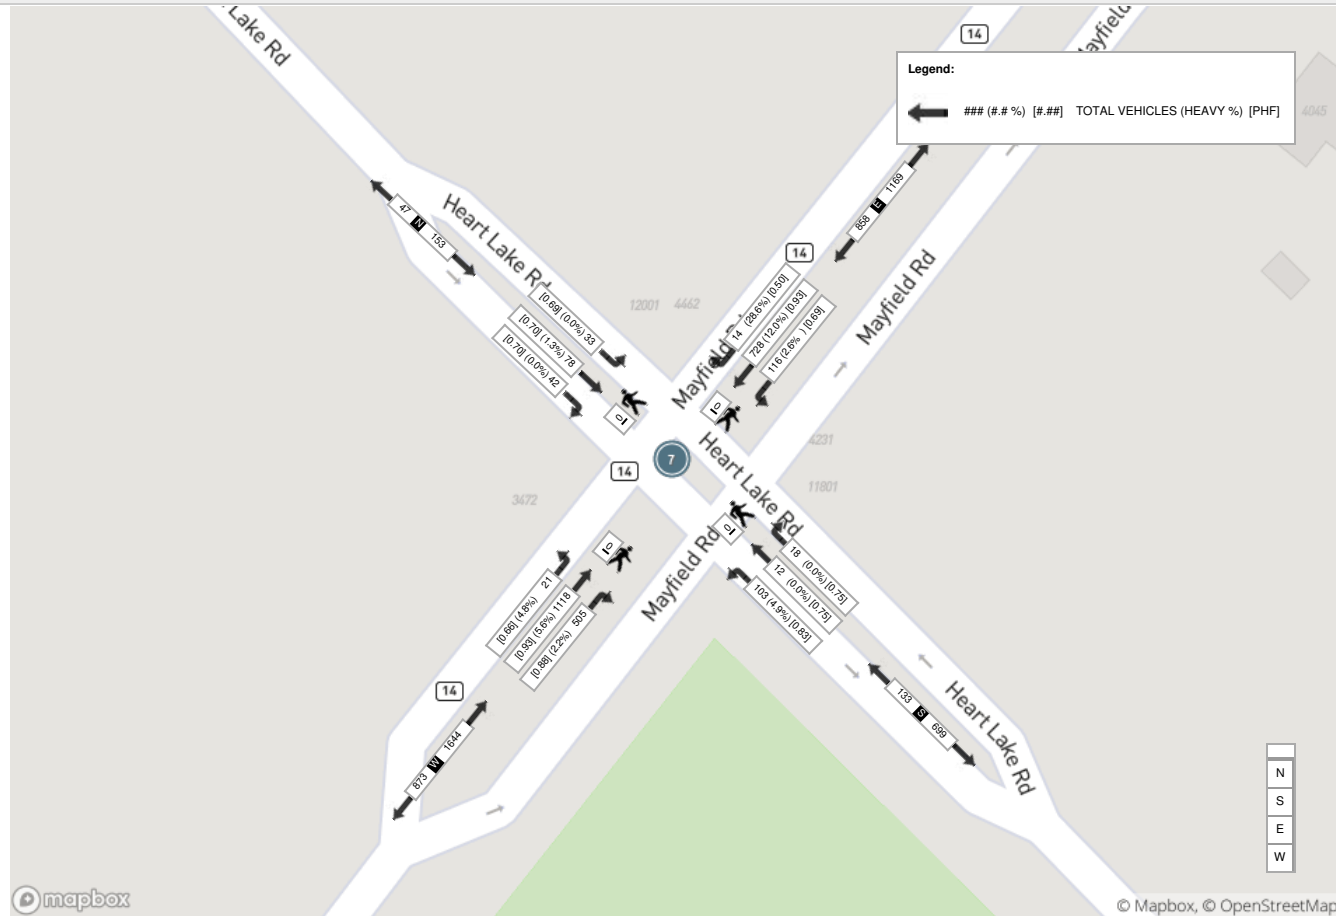 Lake Rd
14
Mayfield
Legend:
### (#.# %) [#.##] TOTAL VEHICLES (HEAVY %) [PHF]
4045
47 N 153
Heart Lake Rd
858 E 1169
14
Mayfield Rd
12001
4462
[0.69] (0.0%) 33
[0.70] (1.3%) 78
[0.70] (0.0%) 42
14 (28.6%) [0.50]
728 (12.0%) [0.93]
116 (2.6% ) [0.69]
Mayfield Rd
0
0
7
14
Heart Lake Rd
4231
11801
3472
0
0
Mayfield Rd
[0.66] (4.8%) 21
[0.93] (5.6%) 1118
[0.88] (2.2%) 505
18 (0.0%) [0.75]
12 (0.0%) [0.75]
103 (4.9%) [0.83]
14
873 W 1644
133 S 699
Heart Lake Rd
N
S
E
W
mapbox
© Mapbox, © OpenStreetMap